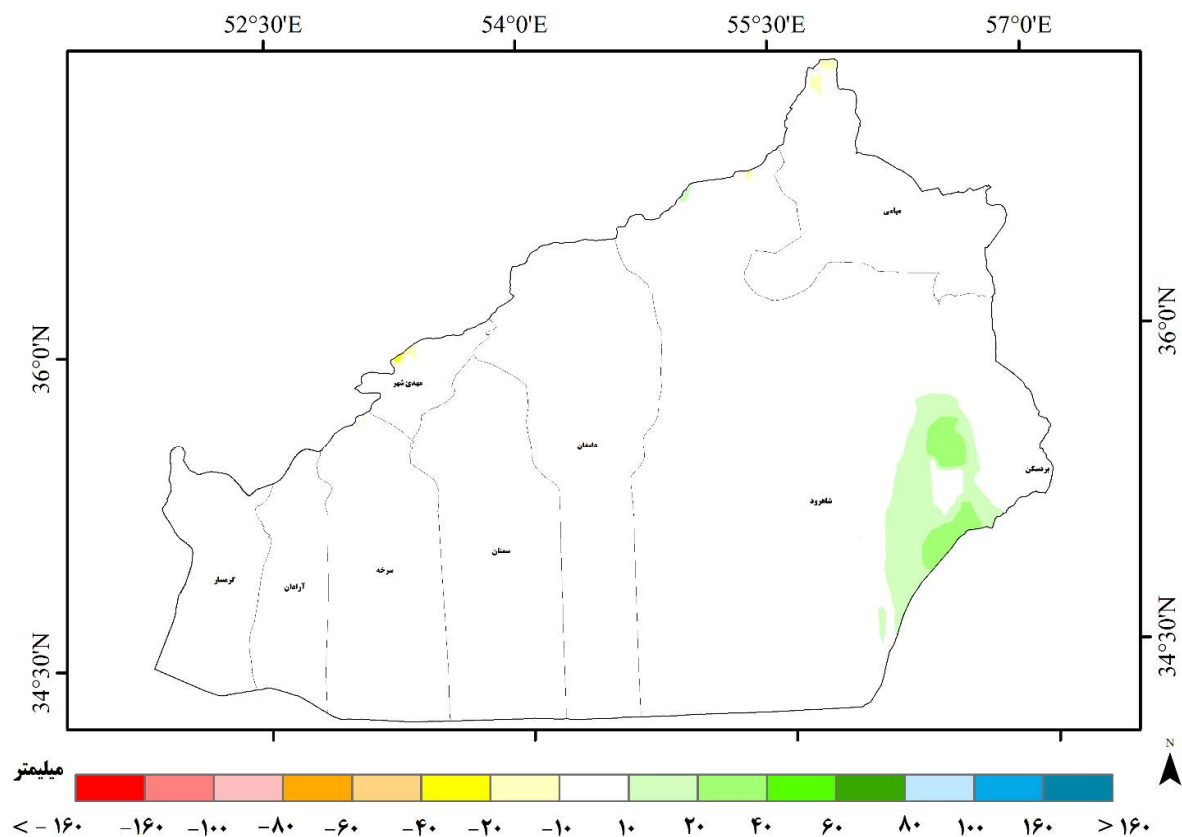 52°30'E 54°0'E 55°30'E 57°0'E
میامی
36°0'N
36°0'N
مهدی شهر
دامغان
بردسکن
شاهرود
سمنان
سرخه
گرمسار
آرادان
34°30'N
34°30'N
میلیمتر
N
< -۱۶۰ -۱۶۰ -۱۰۰ -۸۰ -۶۰ -۴۰ -۲۰ -۱۰ ۱۰ ۲۰ ۴۰ ۶۰ ۸۰ ۱۰۰ ۱۶۰ > ۱۶۰